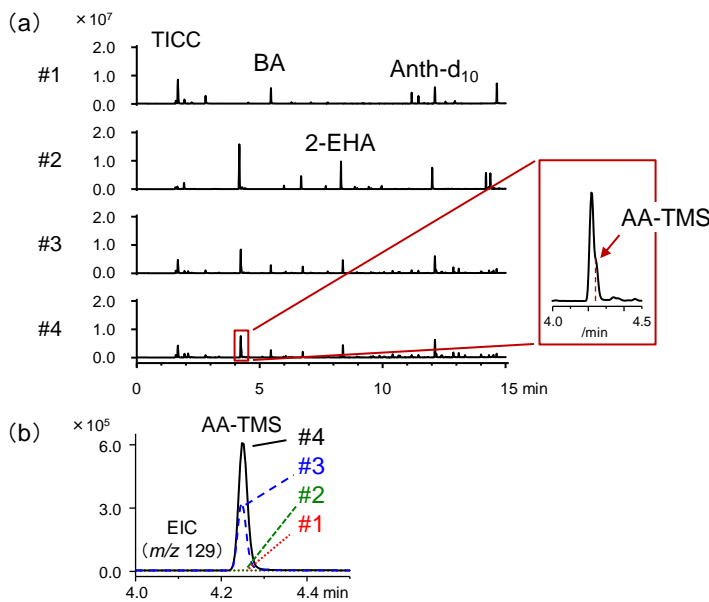 (a)
× 10⁷
TICC
#1
2.0
1.0
0.0
BA
Anth-d₁₀
#2
2.0
1.0
0.0
2-EHA
#3
2.0
1.0
0.0
#4
2.0
1.0
0.0
0 5 10 15 min
AA-TMS
4.0 4.5
/min
(b)
× 10⁵
AA-TMS
6.0
3.0
0.0
#4
#3
#2
#1
EIC
(m/z 129)
4.0 4.2 4.4 min